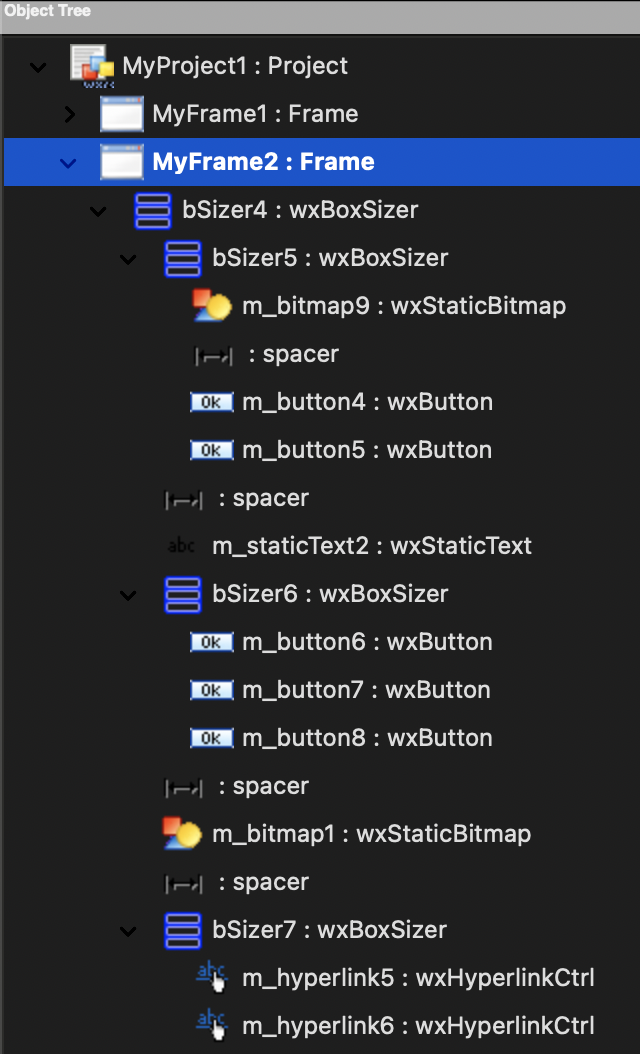 Object Tree
MyProject1 : Project
MyFrame1 : Frame
MyFrame2 : Frame
bSizer4 : wxBoxSizer
bSizer5 : wxBoxSizer
m_bitmap9 : wxStaticBitmap
: spacer
Ok m_button4 : wxButton
Ok m_button5 : wxButton
: spacer
abc m_staticText2 : wxStaticText
bSizer6 : wxBoxSizer
Ok m_button6 : wxButton
Ok m_button7 : wxButton
Ok m_button8 : wxButton
: spacer
m_bitmap1 : wxStaticBitmap
: spacer
bSizer7 : wxBoxSizer
abc m_hyperlink5 : wxHyperlinkCtrl
abc m_hyperlink6 : wxHyperlinkCtrl